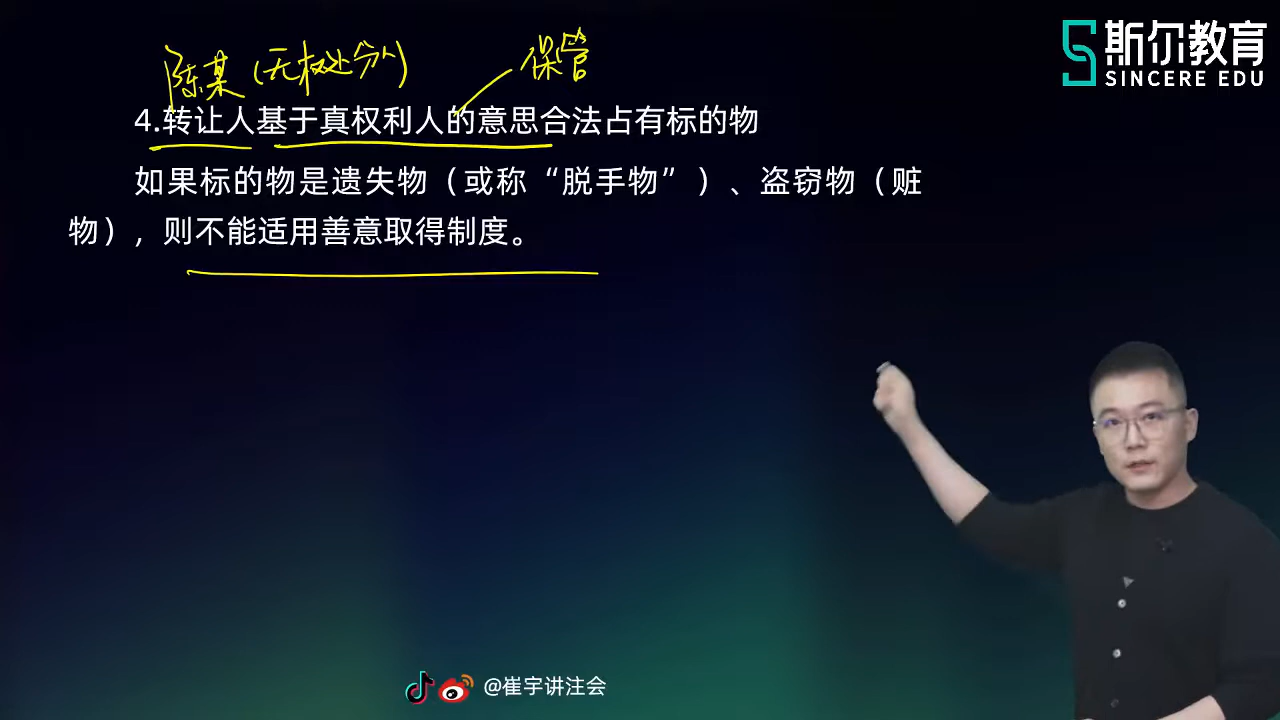 斯尔教育
SINCERE EDU
陈某(无权处分人)
保管
4.转让人基于真权利人的意思合法占有标的物
如果标的物是遗失物（或称“脱手物”）、盗窃物（赃
物），则不能适用善意取得制度。
@崔宇讲注会